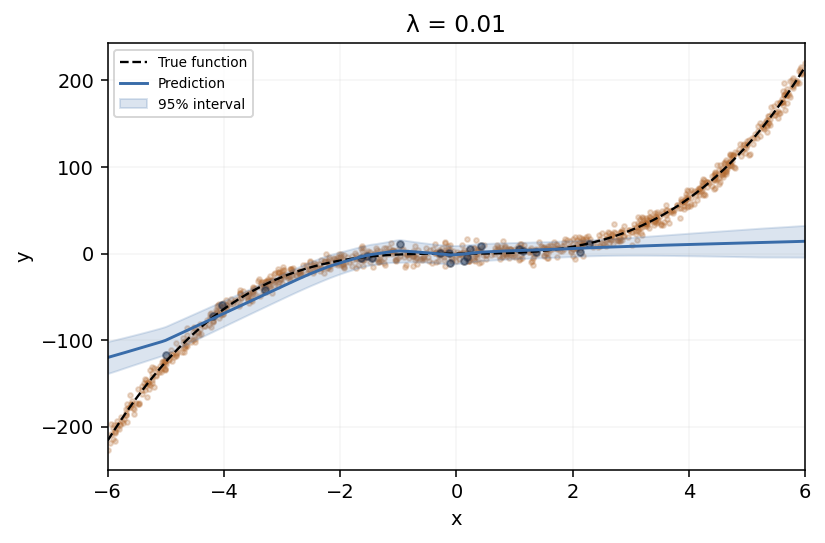 λ = 0.01
True function
Prediction
95% interval
200
100
0
−100
−200
y
−6
−4
−2
0
2
4
6
x